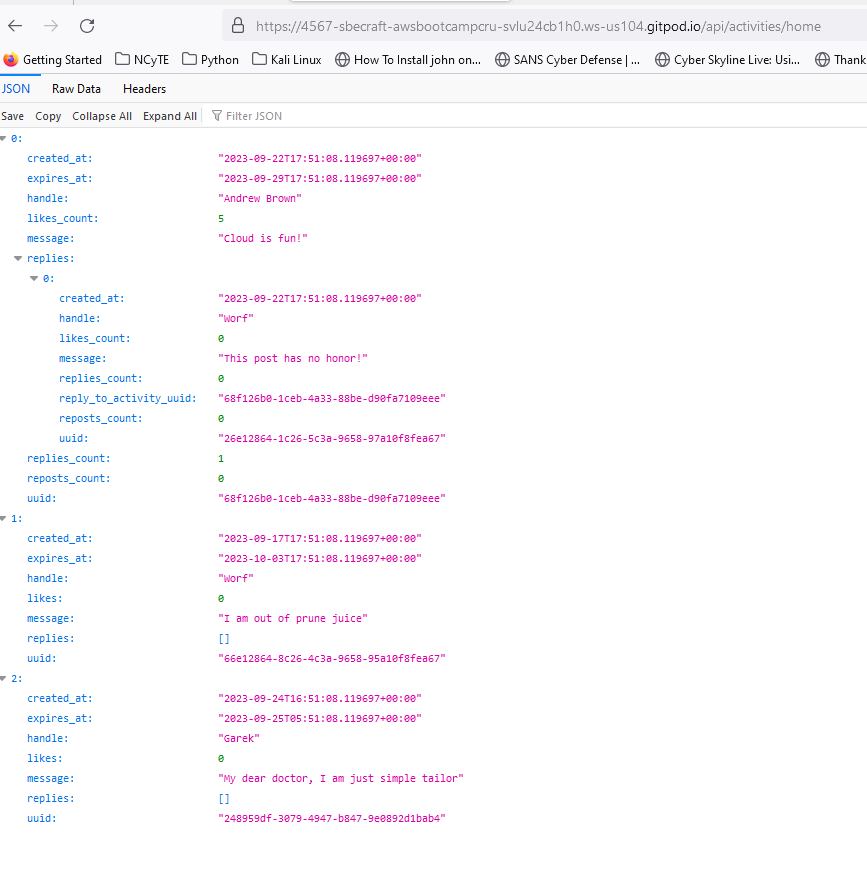 https://4567-sbecraft-awsbootcampcru-svlu24cb1h0.ws-us104.gitpod.io/api/activities/home
Getting Started NCyTE Python Kali Linux How To Install john on... SANS Cyber Defense | ... Cyber Skyline Live: Usi... Thank
JSON Raw Data Headers
Save Copy Collapse All Expand All Filter JSON
0:
created_at: "2023-09-22T17:51:08.119697+00:00"
expires_at: "2023-09-29T17:51:08.119697+00:00"
handle: "Andrew Brown"
likes_count: 5
message: "Cloud is fun!"
replies:
0:
created_at: "2023-09-22T17:51:08.119697+00:00"
handle: "Worf"
likes_count: 0
message: "This post has no honor!"
replies_count: 0
reply_to_activity_uuid: "68f126b0-1ceb-4a33-88be-d90fa7109eee"
reposts_count: 0
uuid: "26e12864-1c26-5c3a-9658-97a10f8fea67"
replies_count: 1
reposts_count: 0
uuid: "68f126b0-1ceb-4a33-88be-d90fa7109eee"
1:
created_at: "2023-09-17T17:51:08.119697+00:00"
expires_at: "2023-10-03T17:51:08.119697+00:00"
handle: "Worf"
likes: 0
message: "I am out of prune juice"
replies: []
uuid: "66e12864-8c26-4c3a-9658-95a10f8fea67"
2:
created_at: "2023-09-24T16:51:08.119697+00:00"
expires_at: "2023-09-25T05:51:08.119697+00:00"
handle: "Garek"
likes: 0
message: "My dear doctor, I am just simple tailor"
replies: []
uuid: "248959df-3079-4947-b847-9e0892d1bab4"